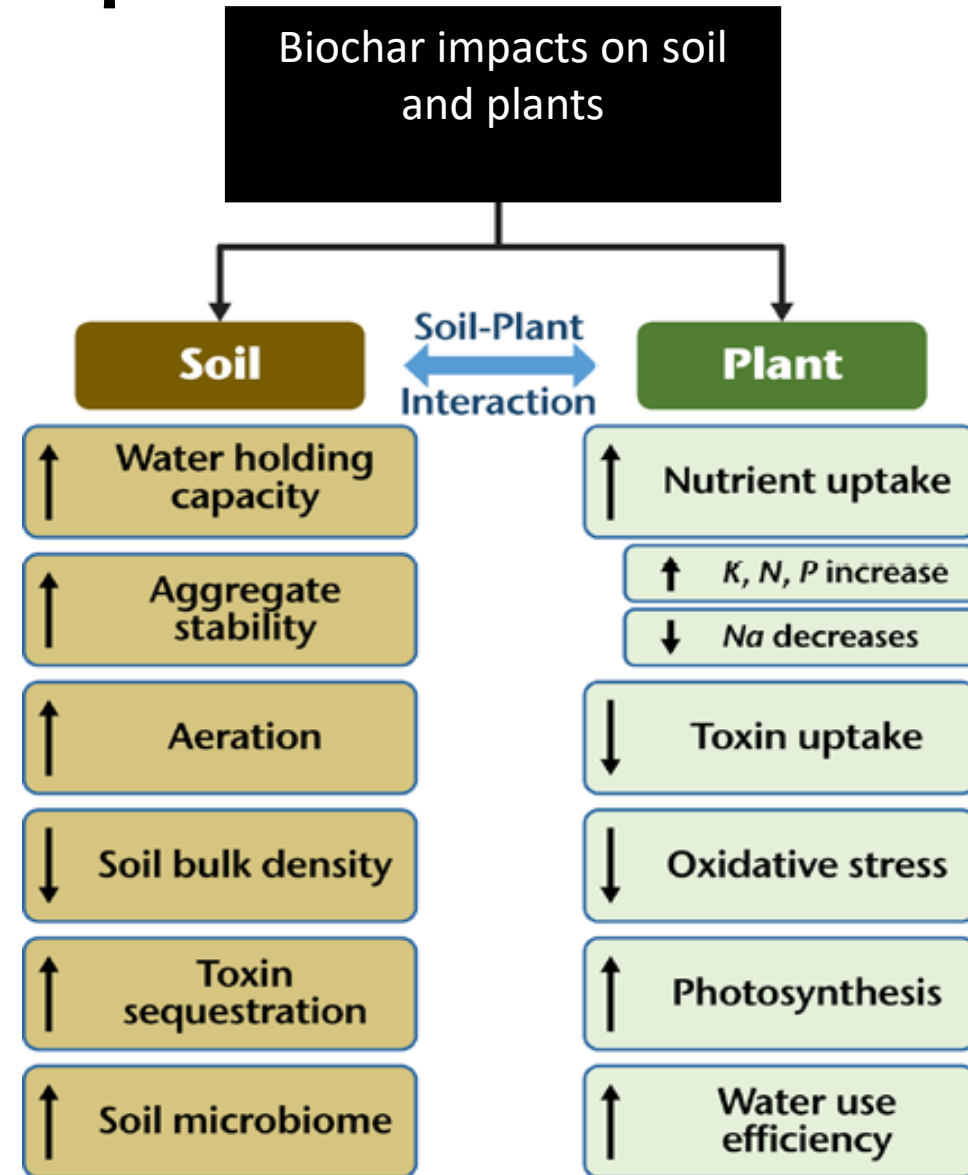 Biochar impacts on soil
and plants
Soil
Soil-Plant
Interaction
Plant
Water holding
capacity
Aggregate
stability
Aeration
Soil bulk density
Toxin
sequestration
Soil microbiome
Nutrient uptake
K, N, P increase
Na decreases
Toxin uptake
Oxidative stress
Photosynthesis
Water use
efficiency